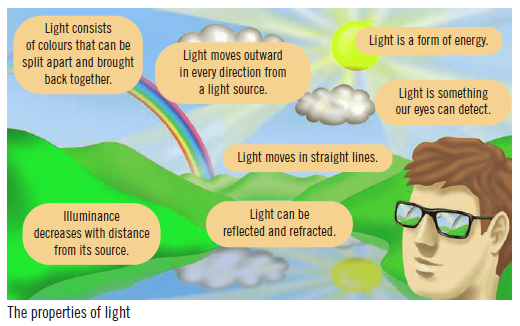 Light consists
of colours that can be
split apart and brought
back together.
Light moves outward
in every direction from
a light source.
Light is a form of energy.
Light is something
our eyes can detect.
Light moves in straight lines.
Illuminance
decreases with distance
from its source.
Light can be
reflected and refracted.
The properties of light